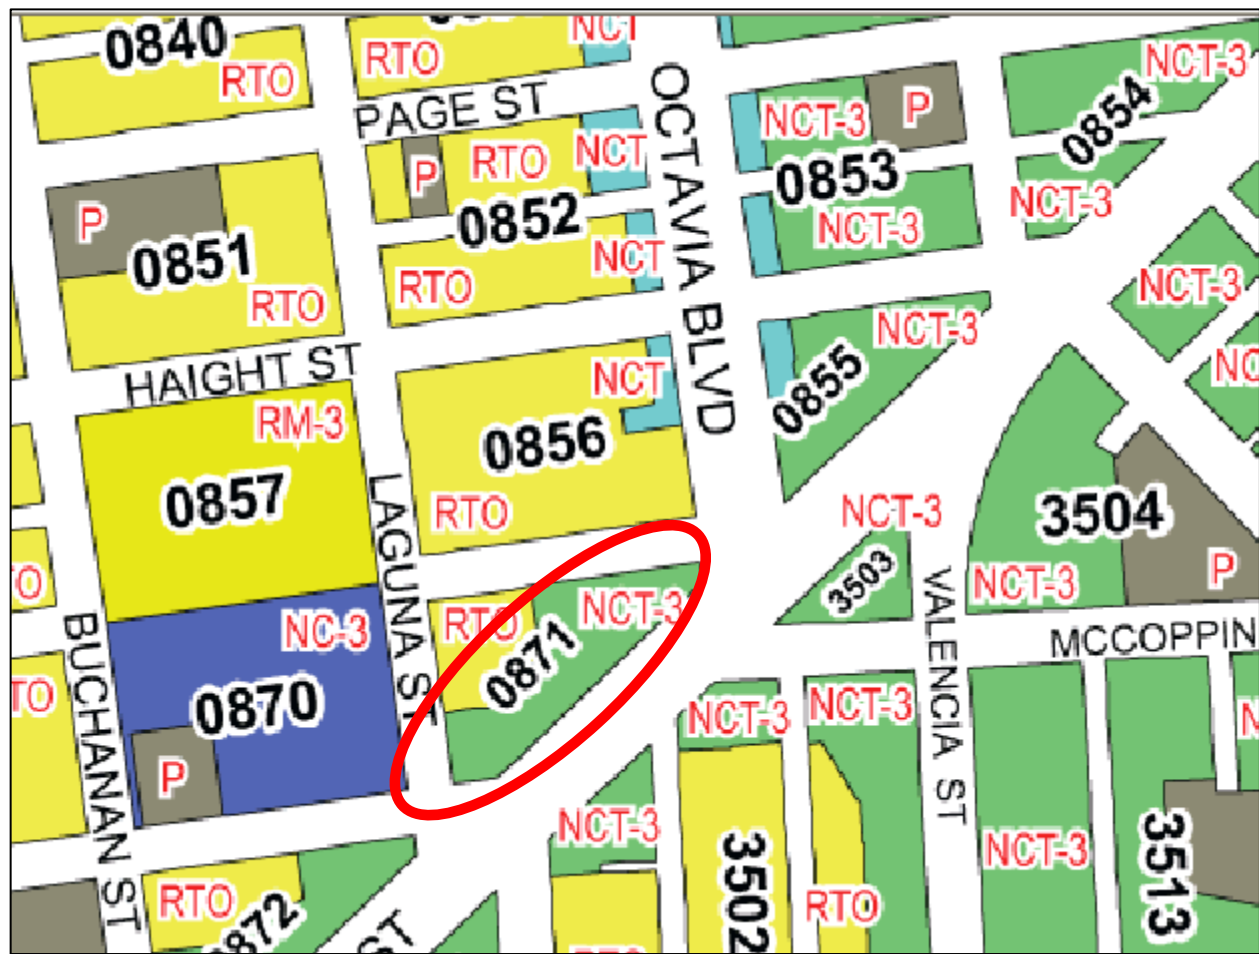 0840
RTO
RTO
NCT
PAGE ST
OCTAVIA BLVD
NCT-3
P
NCT-3
0854
P
0851
RTO
P
RTO
NCT
0852
RTO
NCT
0853
NCT-3
NCT-3
NCT-3
HAIGHT ST
NCT
NCT-3
0855
RM-3
0857
0856
RTO
LAGUNA ST
NCT-3
3503
VALENCIA ST
3504
NCT-3
P
MCCOPPIN
BUCHANAN ST
NC-3
0870
P
RTO
0871
NCT-3
NCT-3
NCT-3
NCT-3
3502
RTO
NCT-3
3513
RTO
0872
ST